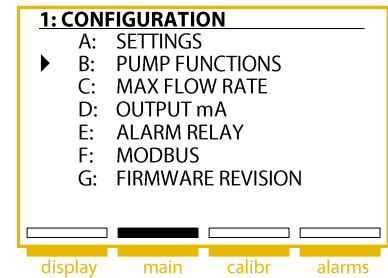 1: CONFIGURATION
A: SETTINGS
B: PUMP FUNCTIONS
C: MAX FLOW RATE
D: OUTPUT mA
E: ALARM RELAY
F: MODBUS
G: FIRMWARE REVISION
display main calibr alarms